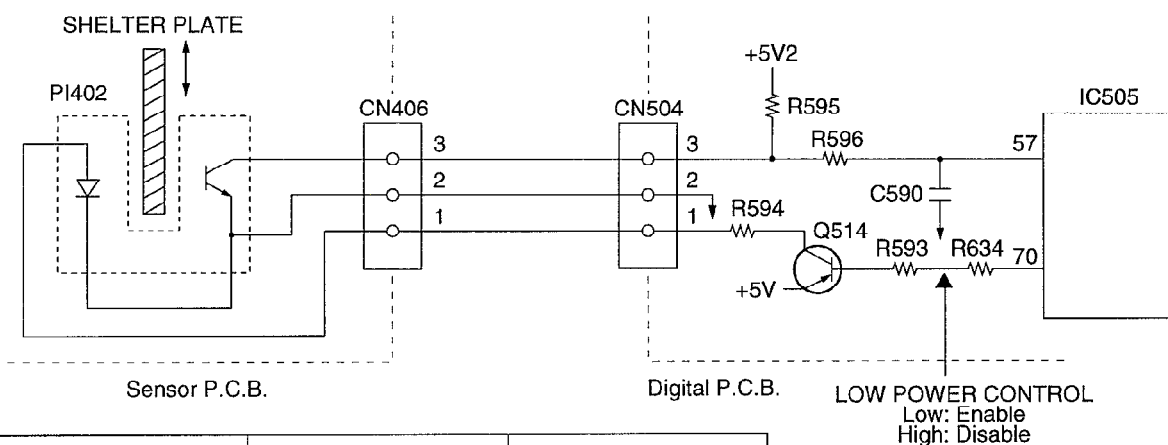 SHELTER PLATE
PI402
CN406
CN504
+5V2
R595
IC505
3
3
R596
57
2
2
C590
1
1
R594
Q514
R593
R634
70
+5V
Sensor P.C.B.
Digital P.C.B.
LOW POWER CONTROL
Low: Enable
High: Disable